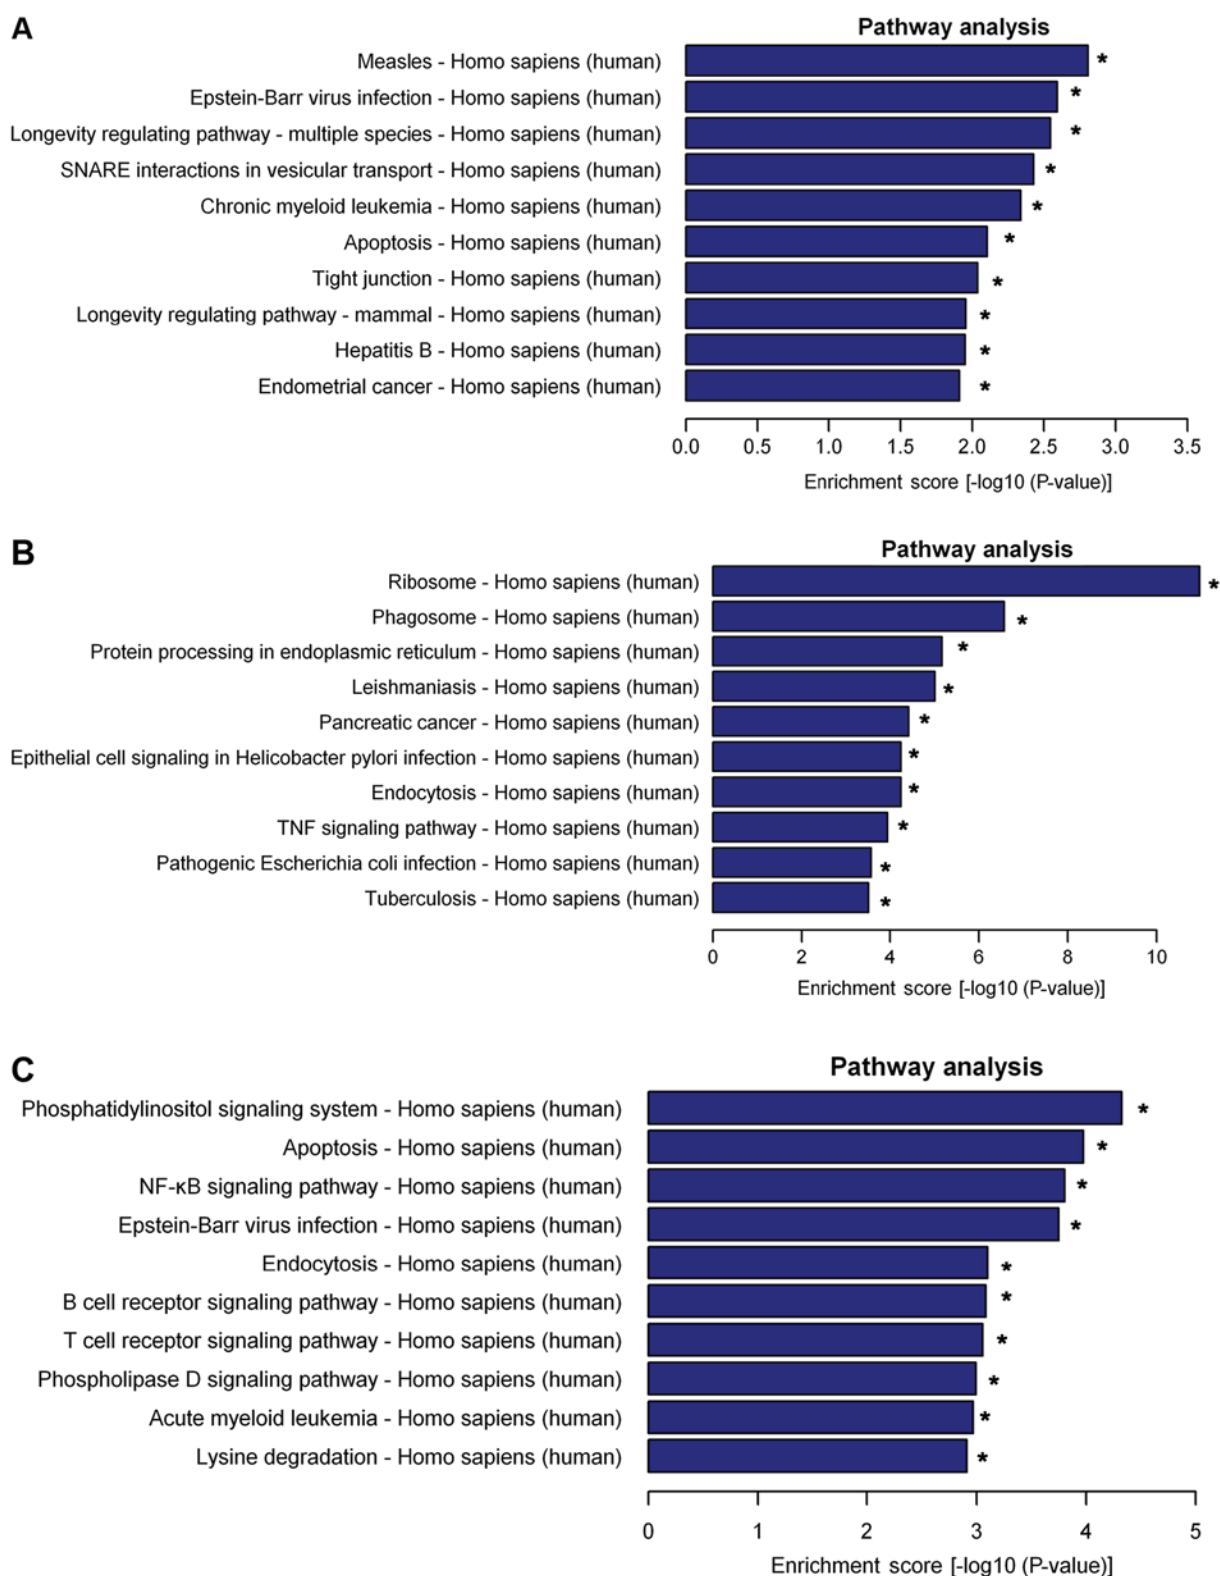 A
Pathway analysis
Measles - Homo sapiens (human)
*
Epstein-Barr virus infection - Homo sapiens (human)
*
Longevity regulating pathway - multiple species - Homo sapiens (human)
*
SNARE interactions in vesicular transport - Homo sapiens (human)
*
Chronic myeloid leukemia - Homo sapiens (human)
*
Apoptosis - Homo sapiens (human)
*
Tight junction - Homo sapiens (human)
*
Longevity regulating pathway - mammal - Homo sapiens (human)
*
Hepatitis B - Homo sapiens (human)
*
Endometrial cancer - Homo sapiens (human)
*
0.0 0.5 1.0 1.5 2.0 2.5 3.0 3.5
Enrichment score [-log10 (P-value)]
B
Pathway analysis
Ribosome - Homo sapiens (human)
*
Phagosome - Homo sapiens (human)
*
Protein processing in endoplasmic reticulum - Homo sapiens (human)
*
Leishmaniasis - Homo sapiens (human)
*
Pancreatic cancer - Homo sapiens (human)
*
Epithelial cell signaling in Helicobacter pylori infection - Homo sapiens (human)
*
Endocytosis - Homo sapiens (human)
*
TNF signaling pathway - Homo sapiens (human)
*
Pathogenic Escherichia coli infection - Homo sapiens (human)
*
Tuberculosis - Homo sapiens (human)
*
0 2 4 6 8 10
Enrichment score [-log10 (P-value)]
C
Pathway analysis
Phosphatidylinositol signaling system - Homo sapiens (human)
*
Apoptosis - Homo sapiens (human)
*
NF-κB signaling pathway - Homo sapiens (human)
*
Epstein-Barr virus infection - Homo sapiens (human)
*
Endocytosis - Homo sapiens (human)
*
B cell receptor signaling pathway - Homo sapiens (human)
*
T cell receptor signaling pathway - Homo sapiens (human)
*
Phospholipase D signaling pathway - Homo sapiens (human)
*
Acute myeloid leukemia - Homo sapiens (human)
*
Lysine degradation - Homo sapiens (human)
*
0 1 2 3 4 5
Enrichment score [-log10 (P-value)]